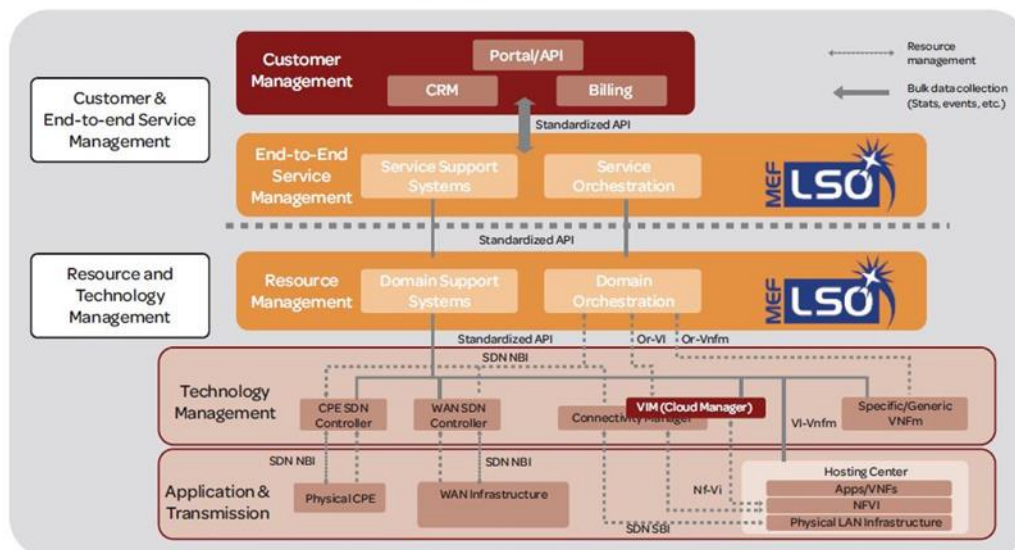 Customer
Management
Portal/API
CRM
Billing
Resource
management
Bulk data collection
(Stats, events, etc.)
Customer &
End-to-end Service
Management
Standardized API
End-to-End
Service
Management
Service Support
Systems
Service
Orchestration
MEF
LSO
Standardized API
Resource and
Technology
Management
Resource
Management
Domain Support
Systems
Domain
Orchestration
MEF
LSO
Standardized API
Or-VI
Or-Vnfm
SDN NBI
Technology
Management
CPE SDN
Controller
WAN SDN
Controller
Connectivity Manager
VIM (Cloud Manager)
VI-Vnfm
Specific/Generic
VNFm
SDN NBI
SDN NBI
Application &
Transmission
Physical CPE
WAN Infrastructure
Nf-Vi
SDN SBI
Hosting Center
Apps/VNFs
NFVI
Physical LAN Infrastructure